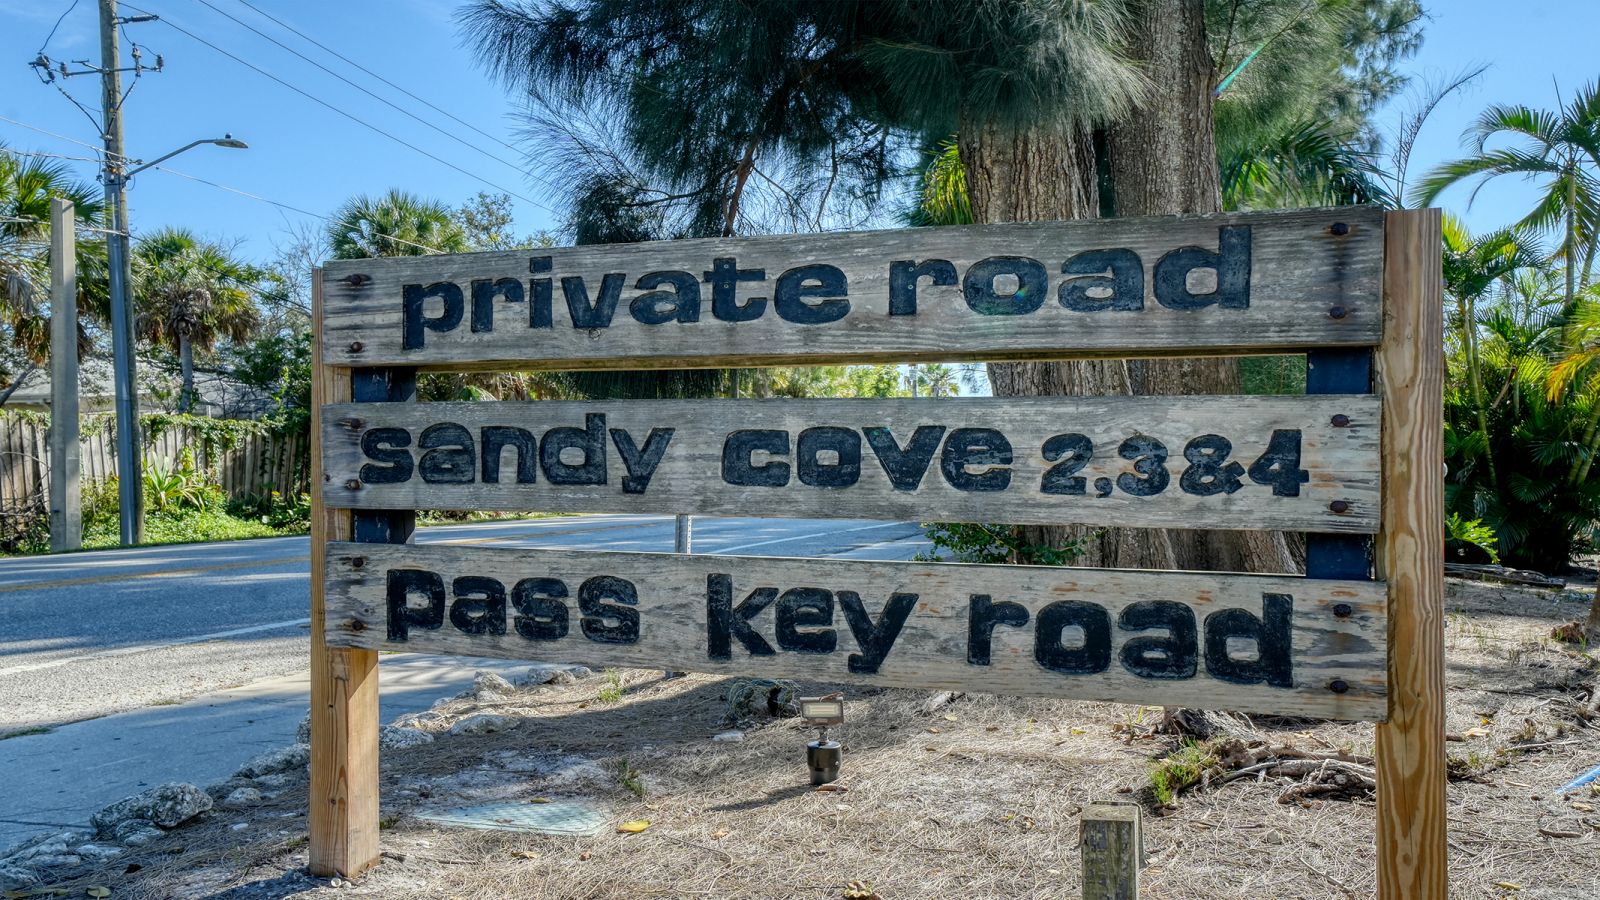 private road
sandy cove 2,3&4
pass key road